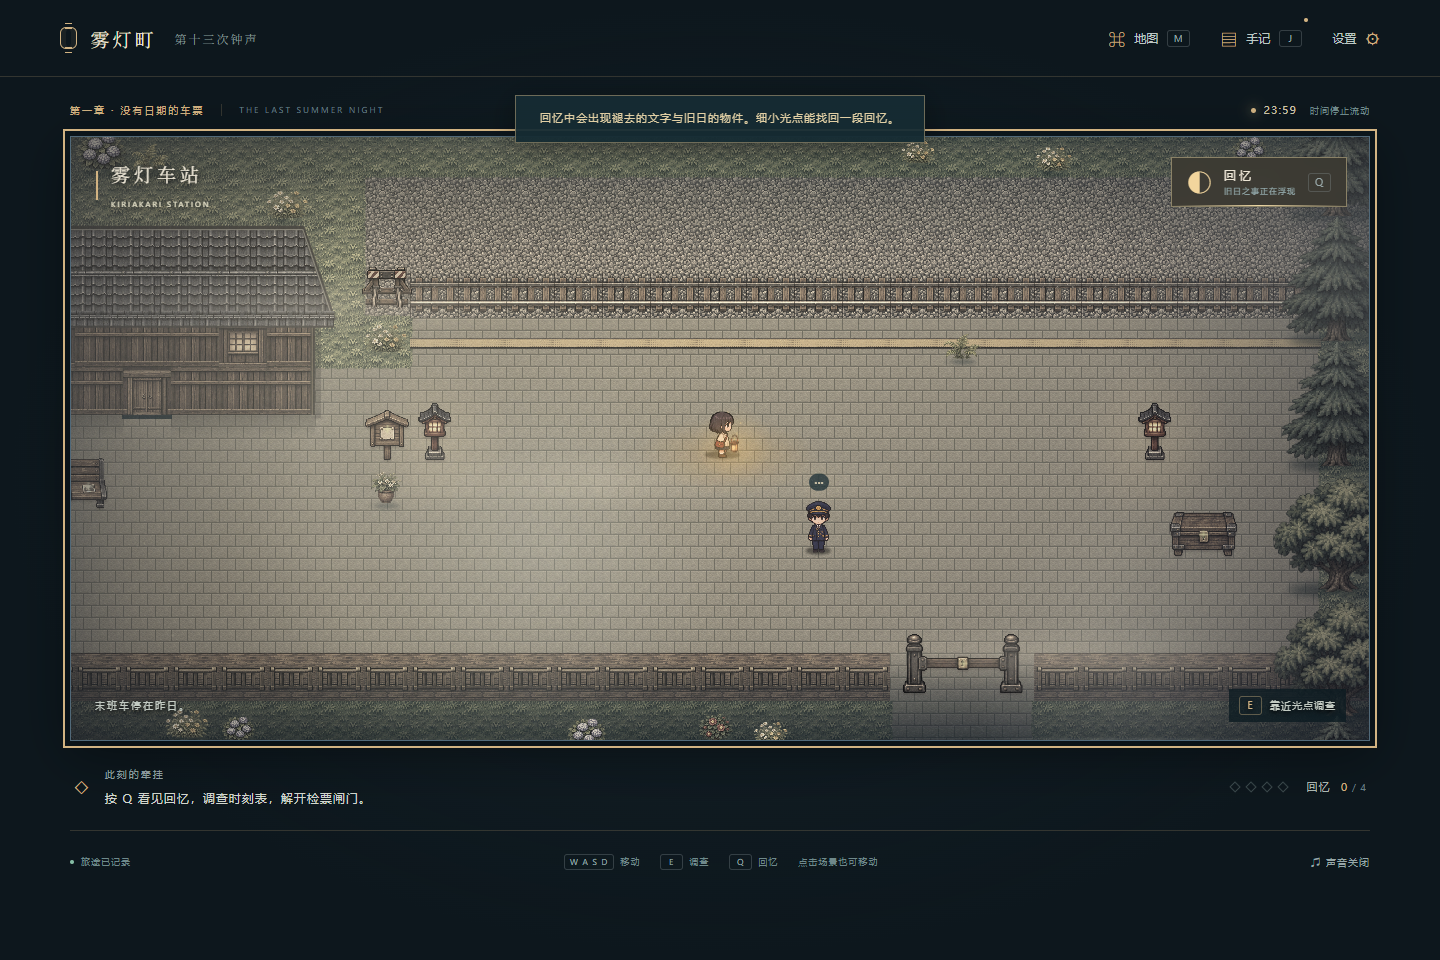 雾灯町 第十三次钟声
地图 M 手记 J 设置
第一章 · 没有日期的车票 THE LAST SUMMER NIGHT
回忆中会出现褪去的文字与旧日的物件。细小光点能找回一段回忆。
23:59 时间停止流动
雾灯车站
KIRIAKARI STATION
回忆
旧日之事正在浮现
Q
末班车停在昨日。
E 靠近光点调查
此刻的牵挂
按 Q 看见回忆，调查时刻表，解开检票闸门。
回忆 0 / 4
旅途已记录
WASD 移动 E 调查 Q 回忆 点击场景也可移动
声音关闭